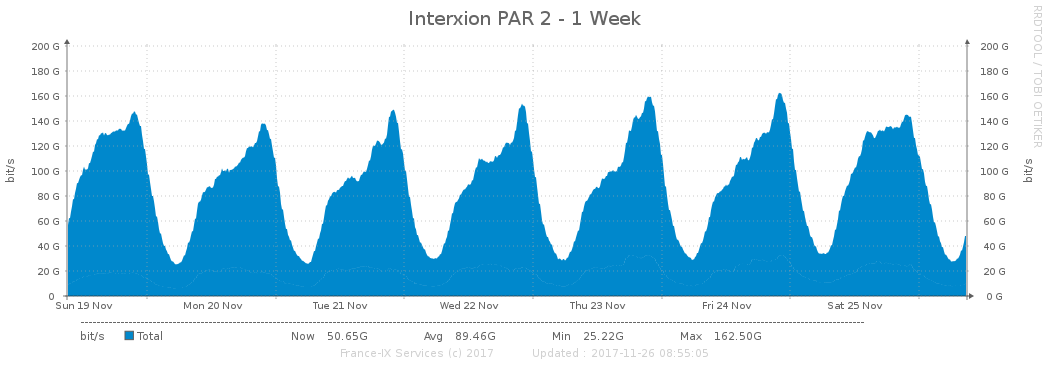 Interxion PAR 2 - 1 Week
RRDTOOL / TOBI OETIKER
200 G 200 G
180 G 180 G
160 G 160 G
140 G 140 G
120 G 120 G
100 G 100 G
80 G 80 G
60 G 60 G
40 G 40 G
20 G 20 G
0 0 G
bit/s bit/s
Sun 19 Nov Mon 20 Nov Tue 21 Nov Wed 22 Nov Thu 23 Nov Fri 24 Nov Sat 25 Nov
bit/s Total Now 50.65G Avg 89.46G Min 25.22G Max 162.50G
France-IX Services (c) 2017 Updated : 2017-11-26 08:55:05